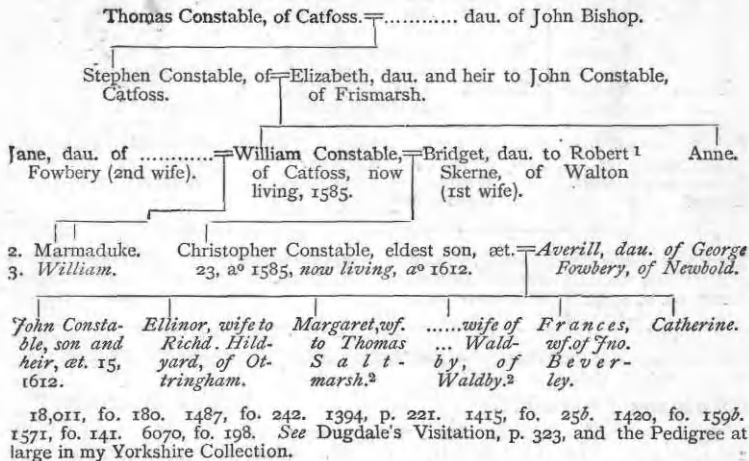 Thomas Constable, of Catfoss.=............ dau. of John Bishop.
Stephen Constable, of=Elizabeth, dau. and heir to John Constable,
Catfoss. of Frismarsh.
Jane, dau. of ............=William Constable,=Bridget, dau. to Robert¹ Anne.
Fowbery (2nd wife). of Catfoss, now Skerne, of Walton
living, 1585. (1st wife).
2. Marmaduke. Christopher Constable, eldest son, æt.=Averill, dau. of George
3. William. 23, aº 1585, now living, aº 1612. Fowbery, of Newbold.
John Consta- Ellinor, wife to Margaret, wf. ......wife of Frances, Catherine.
ble, son and Richd. Hild- to Thomas ... Wald- wf. of Jno.
heir, æt. 15, yard, of Ot- Salt- by, of Bever-
1612. tringham. marsh.² Waldby.² ley.
18,011, fo. 180. 1487, fo. 242. 1394, p. 221. 1415, fo. 25b. 1420, fo. 159b.
1571, fo. 141. 6070, fo. 198. See Dugdale's Visitation, p. 323, and the Pedigree at
large in my Yorkshire Collection.